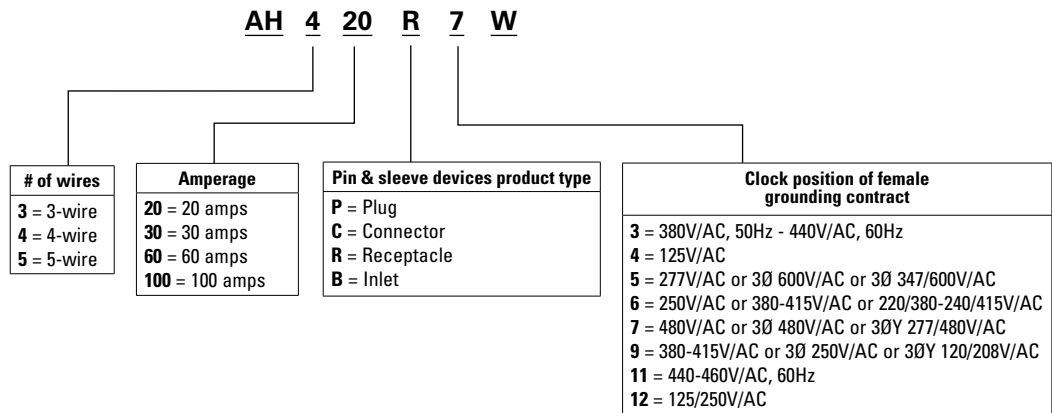 AH 4 20 R 7 W
# of wires
3 = 3-wire
4 = 4-wire
5 = 5-wire
Amperage
20 = 20 amps
30 = 30 amps
60 = 60 amps
100 = 100 amps
Pin & sleeve devices product type
P = Plug
C = Connector
R = Receptacle
B = Inlet
Clock position of female
grounding contract
3 = 380V/AC, 50Hz - 440V/AC, 60Hz
4 = 125V/AC
5 = 277V/AC or 3Ø 600V/AC or 3Ø 347/600V/AC
6 = 250V/AC or 380-415V/AC or 220/380-240/415V/AC
7 = 480V/AC or 3Ø 480V/AC or 3ØY 277/480V/AC
9 = 380-415V/AC or 3Ø 250V/AC or 3ØY 120/208V/AC
11 = 440-460V/AC, 60Hz
12 = 125/250V/AC